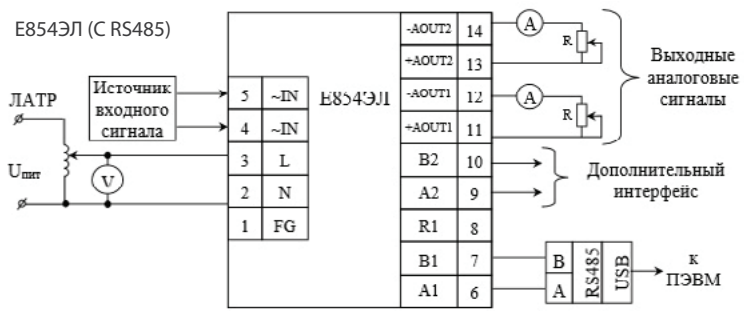 Е854ЭЛ (С RS485)
ЛАТР
Uпит
V
Источник
входного
сигнала
5 ~IN
4 ~IN
3 L
2 N
1 FG
Е854ЭЛ
-AOUT2 14
+AOUT2 13
-AOUT1 12
+AOUT1 11
B2 10
A2 9
R1 8
B1 7
A1 6
A
R
A
R
Выходные
аналоговые
сигналы
Дополнительный
интерфейс
B
A
RS485
USB
к
ПЭВМ